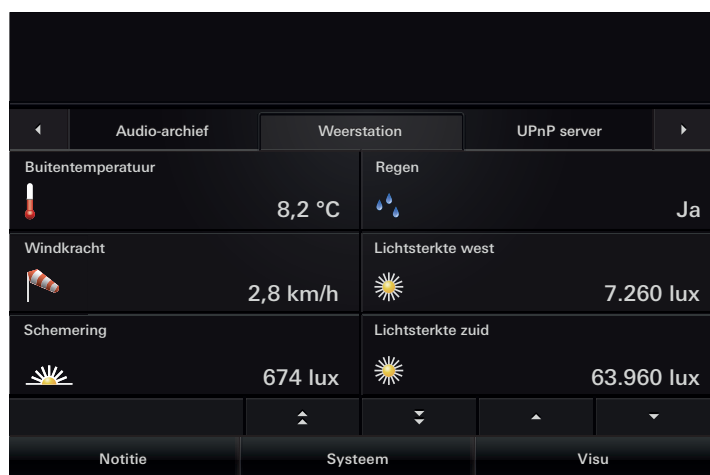 Audio-archief Weerstation UPnP server
Buitentemperatuur Regen
8,2 °C Ja
Windkracht Lichtsterkte west
2,8 km/h 7.260 lux
Schemering Lichtsterkte zuid
674 lux 63.960 lux
Notitie Systeem Visu